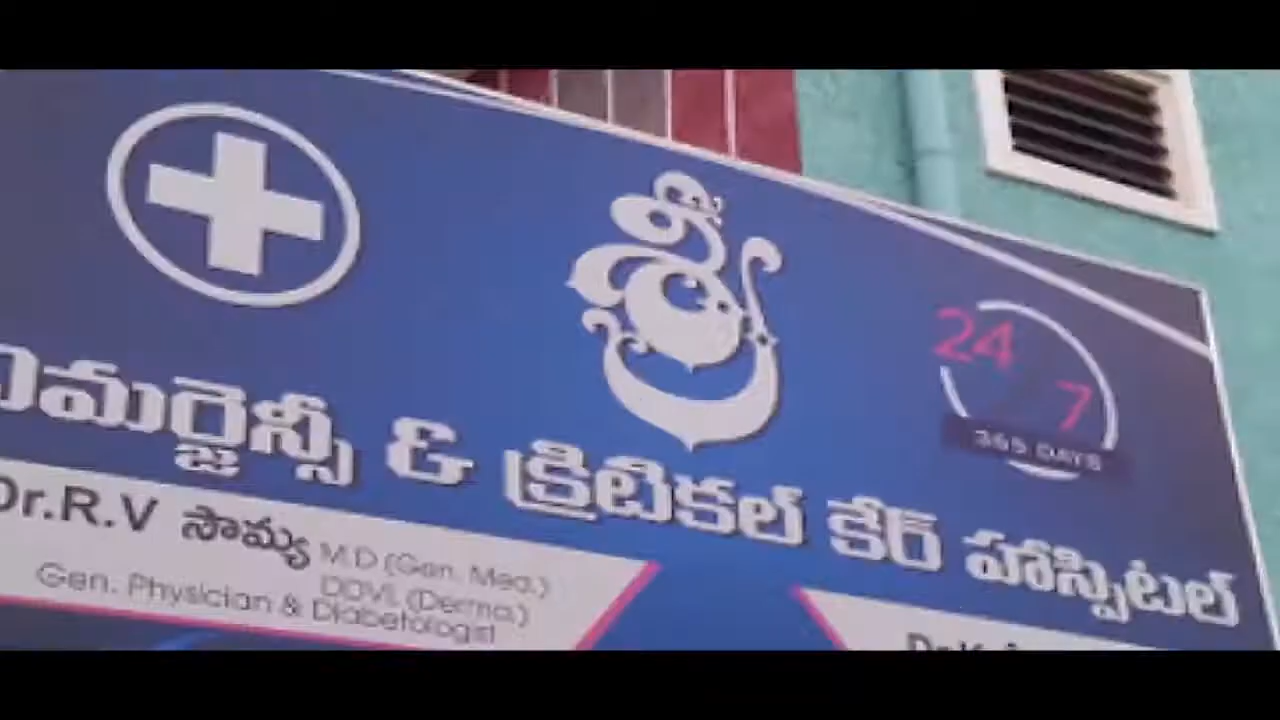 శ్రీ
24
7
365 DAYS
ఎమర్జెన్సీ & క్రిటికల్ కేర్ హాస్పిటల్
Dr.R.V సౌమ్య M.D (Gen. Med.)
DDVL (Derma.)
Gen. Physician & Diabetologist